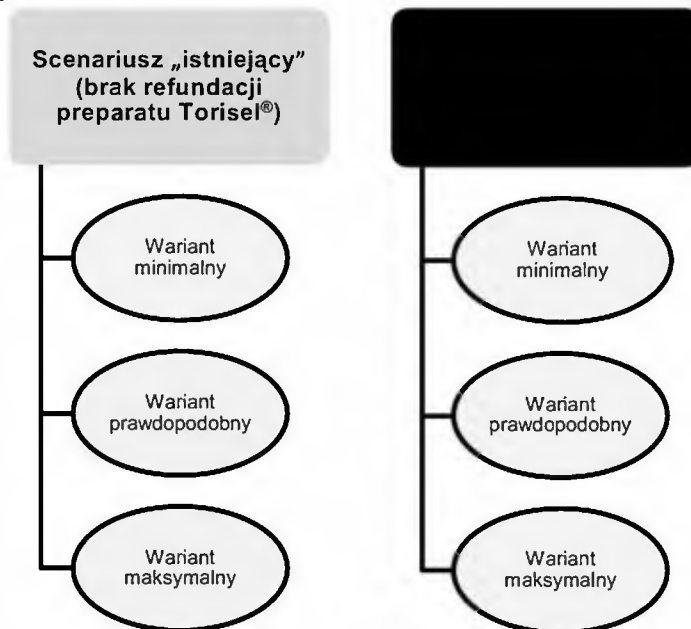 Scenariusz „istniejący”
(brak refundacji
preparatu Torisel®)
Wariant
minimalny
Wariant
prawdopodobny
Wariant
maksymalny
Wariant
minimalny
Wariant
prawdopodobny
Wariant
maksymalny